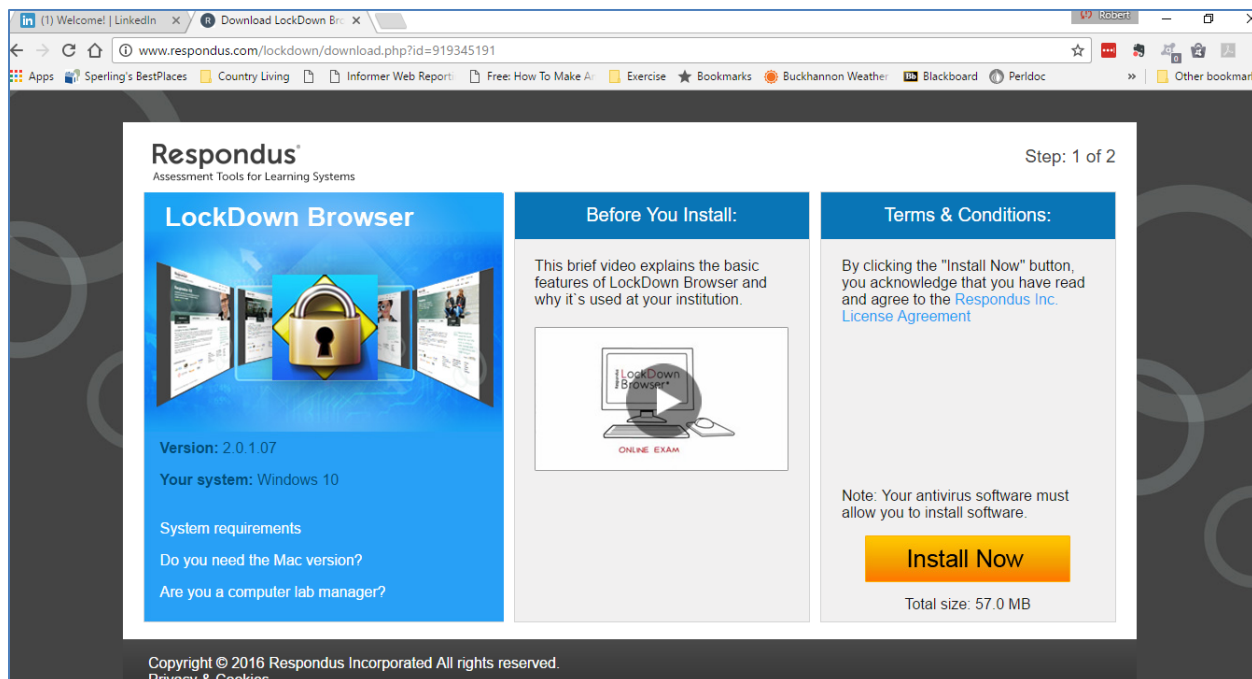 (1) Welcome! | LinkedIn
Download LockDown Bro
Robert
www.respondus.com/lockdown/download.php?id=919345191
Apps
Sperling's BestPlaces
Country Living
Informer Web Report
Free: How To Make Ar
Exercise
Bookmarks
Buckhannon Weather
Bb Blackboard
Perldoc
»
Other bookmar
Respondus®
Assessment Tools for Learning Systems
Step: 1 of 2
LockDown Browser
Version: 2.0.1.07
Your system: Windows 10
System requirements
Do you need the Mac version?
Are you a computer lab manager?
Before You Install:
This brief video explains the basic
features of LockDown Browser and
why it`s used at your institution.
LockDown
Browser
ONLINE EXAM
Terms & Conditions:
By clicking the "Install Now" button,
you acknowledge that you have read
and agree to the Respondus Inc.
License Agreement
Note: Your antivirus software must
allow you to install software.
Install Now
Total size: 57.0 MB
Copyright © 2016 Respondus Incorporated All rights reserved.
Privacy & Cookies